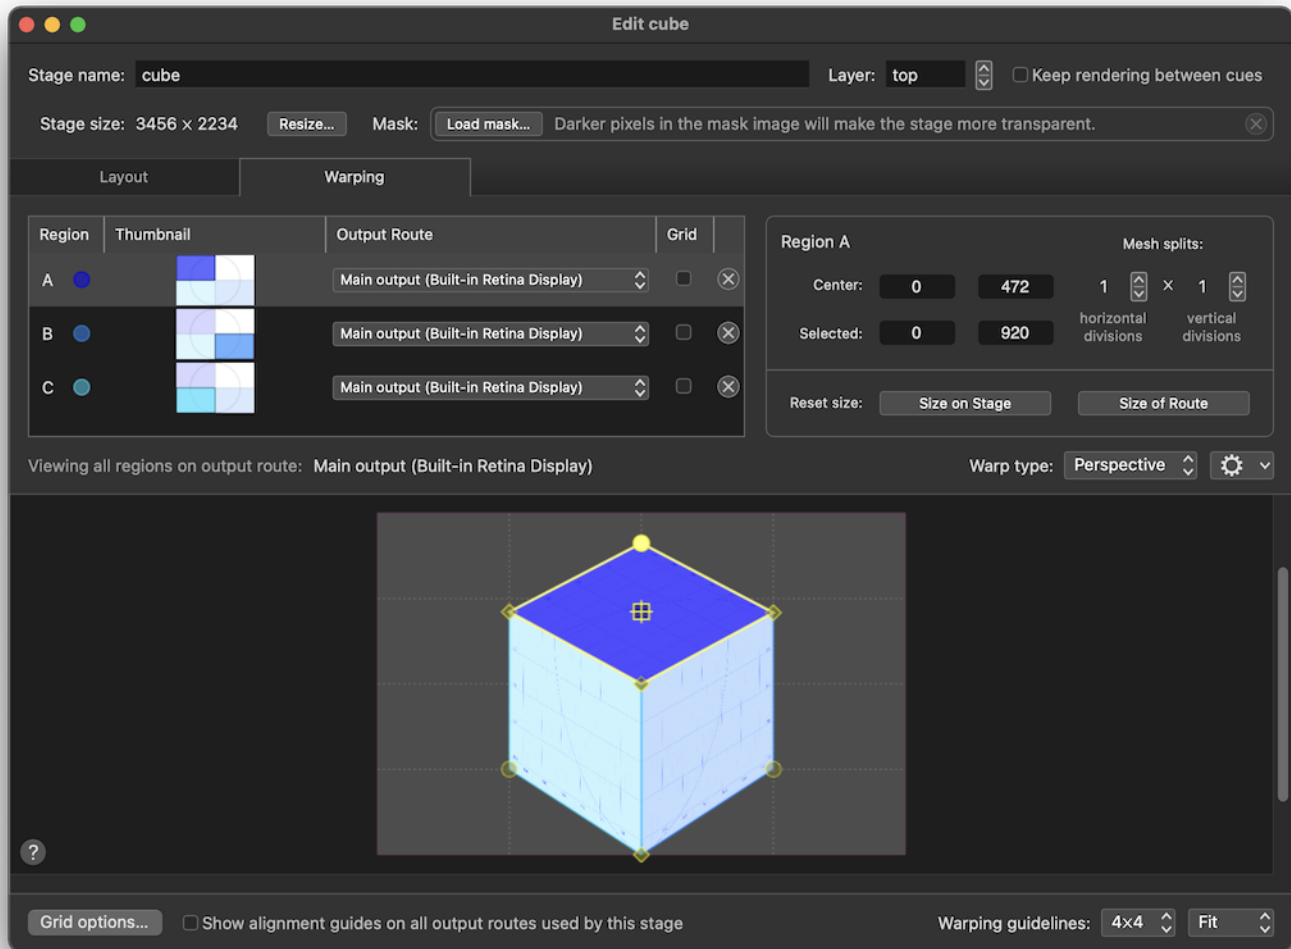 Edit cube
Stage name: cube Layer: top Keep rendering between cues
Stage size: 3456 × 2234 Resize... Mask: Load mask... Darker pixels in the mask image will make the stage more transparent.
Layout Warping
Region Thumbnail Output Route Grid
A Main output (Built-in Retina Display)
B Main output (Built-in Retina Display)
C Main output (Built-in Retina Display)
Region A Mesh splits:
Center: 0 472 1 × 1
horizontal divisions vertical divisions
Selected: 0 920
Reset size: Size on Stage Size of Route
Viewing all regions on output route: Main output (Built-in Retina Display) Warp type: Perspective
?
Grid options... Show alignment guides on all output routes used by this stage Warping guidelines: 4×4 Fit